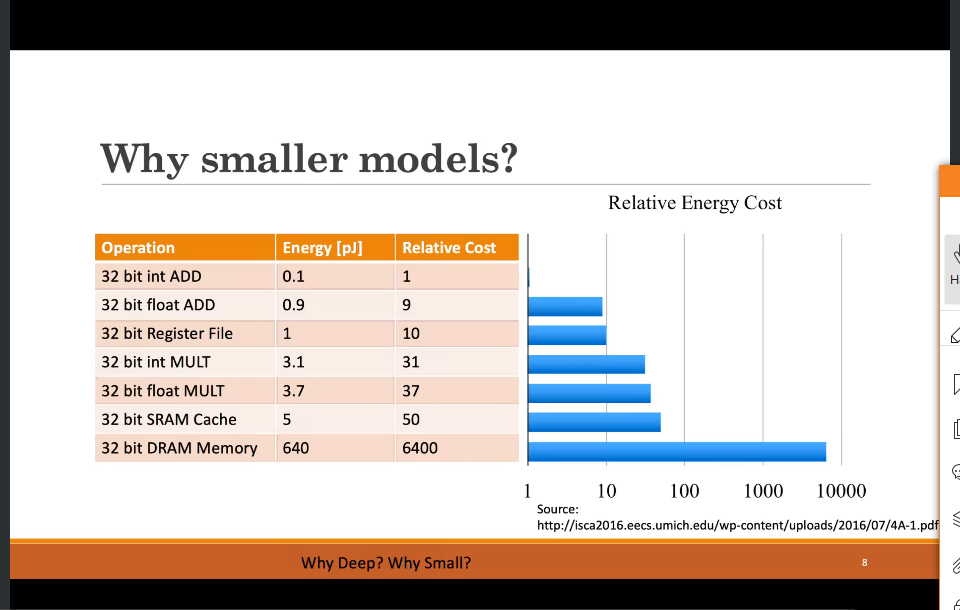 Why smaller models?
Relative Energy Cost
Operation Energy [pJ] Relative Cost
32 bit int ADD 0.1 1
32 bit float ADD 0.9 9
32 bit Register File 1 10
32 bit int MULT 3.1 31
32 bit float MULT 3.7 37
32 bit SRAM Cache 5 50
32 bit DRAM Memory 640 6400
1 10 100 1000 10000
Source:
http://isca2016.eecs.umich.edu/wp-content/uploads/2016/07/4A-1.pdf
Why Deep? Why Small?
8